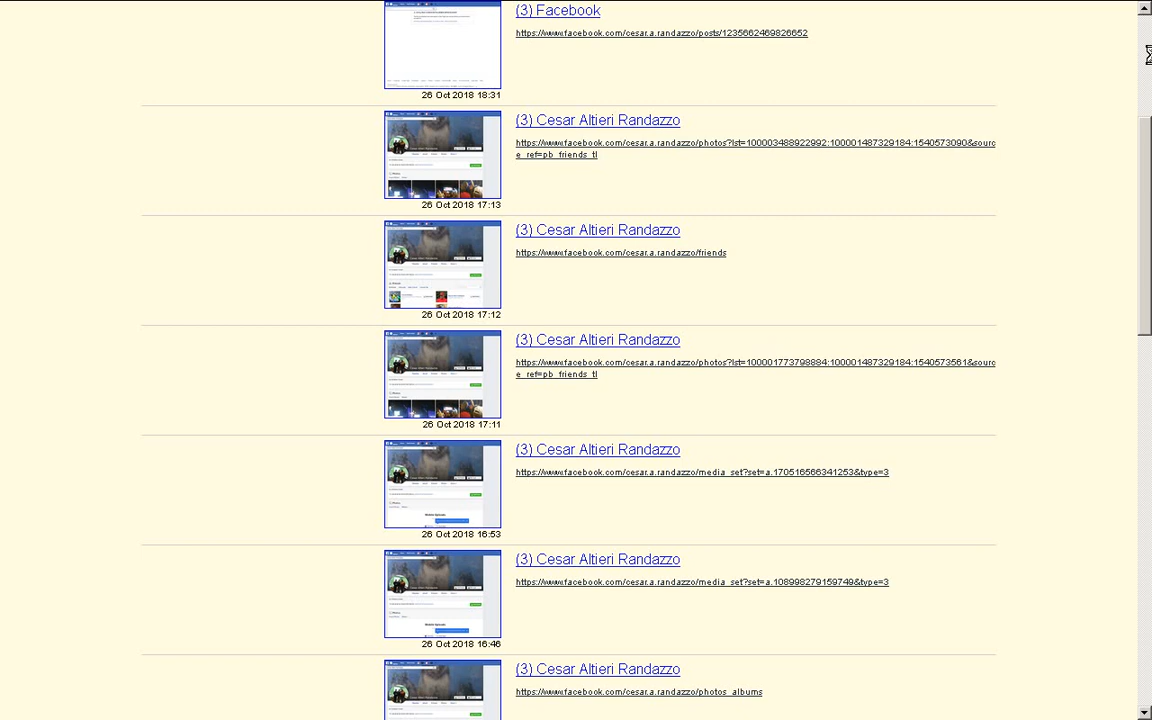 (3) Facebook
https://www.facebook.com/cesar.a.randazzo/posts/1235662469826652
26 Oct 2018 18:31
(3) Cesar Altieri Randazzo
https://www.facebook.com/cesar.a.randazzo/photos?lst=100003488922992:100001487329184:1540573090&sourc
e_ref=pb_friends_tl
26 Oct 2018 17:13
(3) Cesar Altieri Randazzo
https://www.facebook.com/cesar.a.randazzo/friends
26 Oct 2018 17:12
(3) Cesar Altieri Randazzo
https://www.facebook.com/cesar.a.randazzo/photos?lst=100001773798884:100001487329184:1540573561&sourc
e_ref=pb_friends_tl
26 Oct 2018 17:11
(3) Cesar Altieri Randazzo
https://www.facebook.com/cesar.a.randazzo/media_set?set=a.170516566341253&type=3
26 Oct 2018 16:53
(3) Cesar Altieri Randazzo
https://www.facebook.com/cesar.a.randazzo/media_set?set=a.108998279159749&type=3
26 Oct 2018 16:46
(3) Cesar Altieri Randazzo
https://www.facebook.com/cesar.a.randazzo/photos_albums